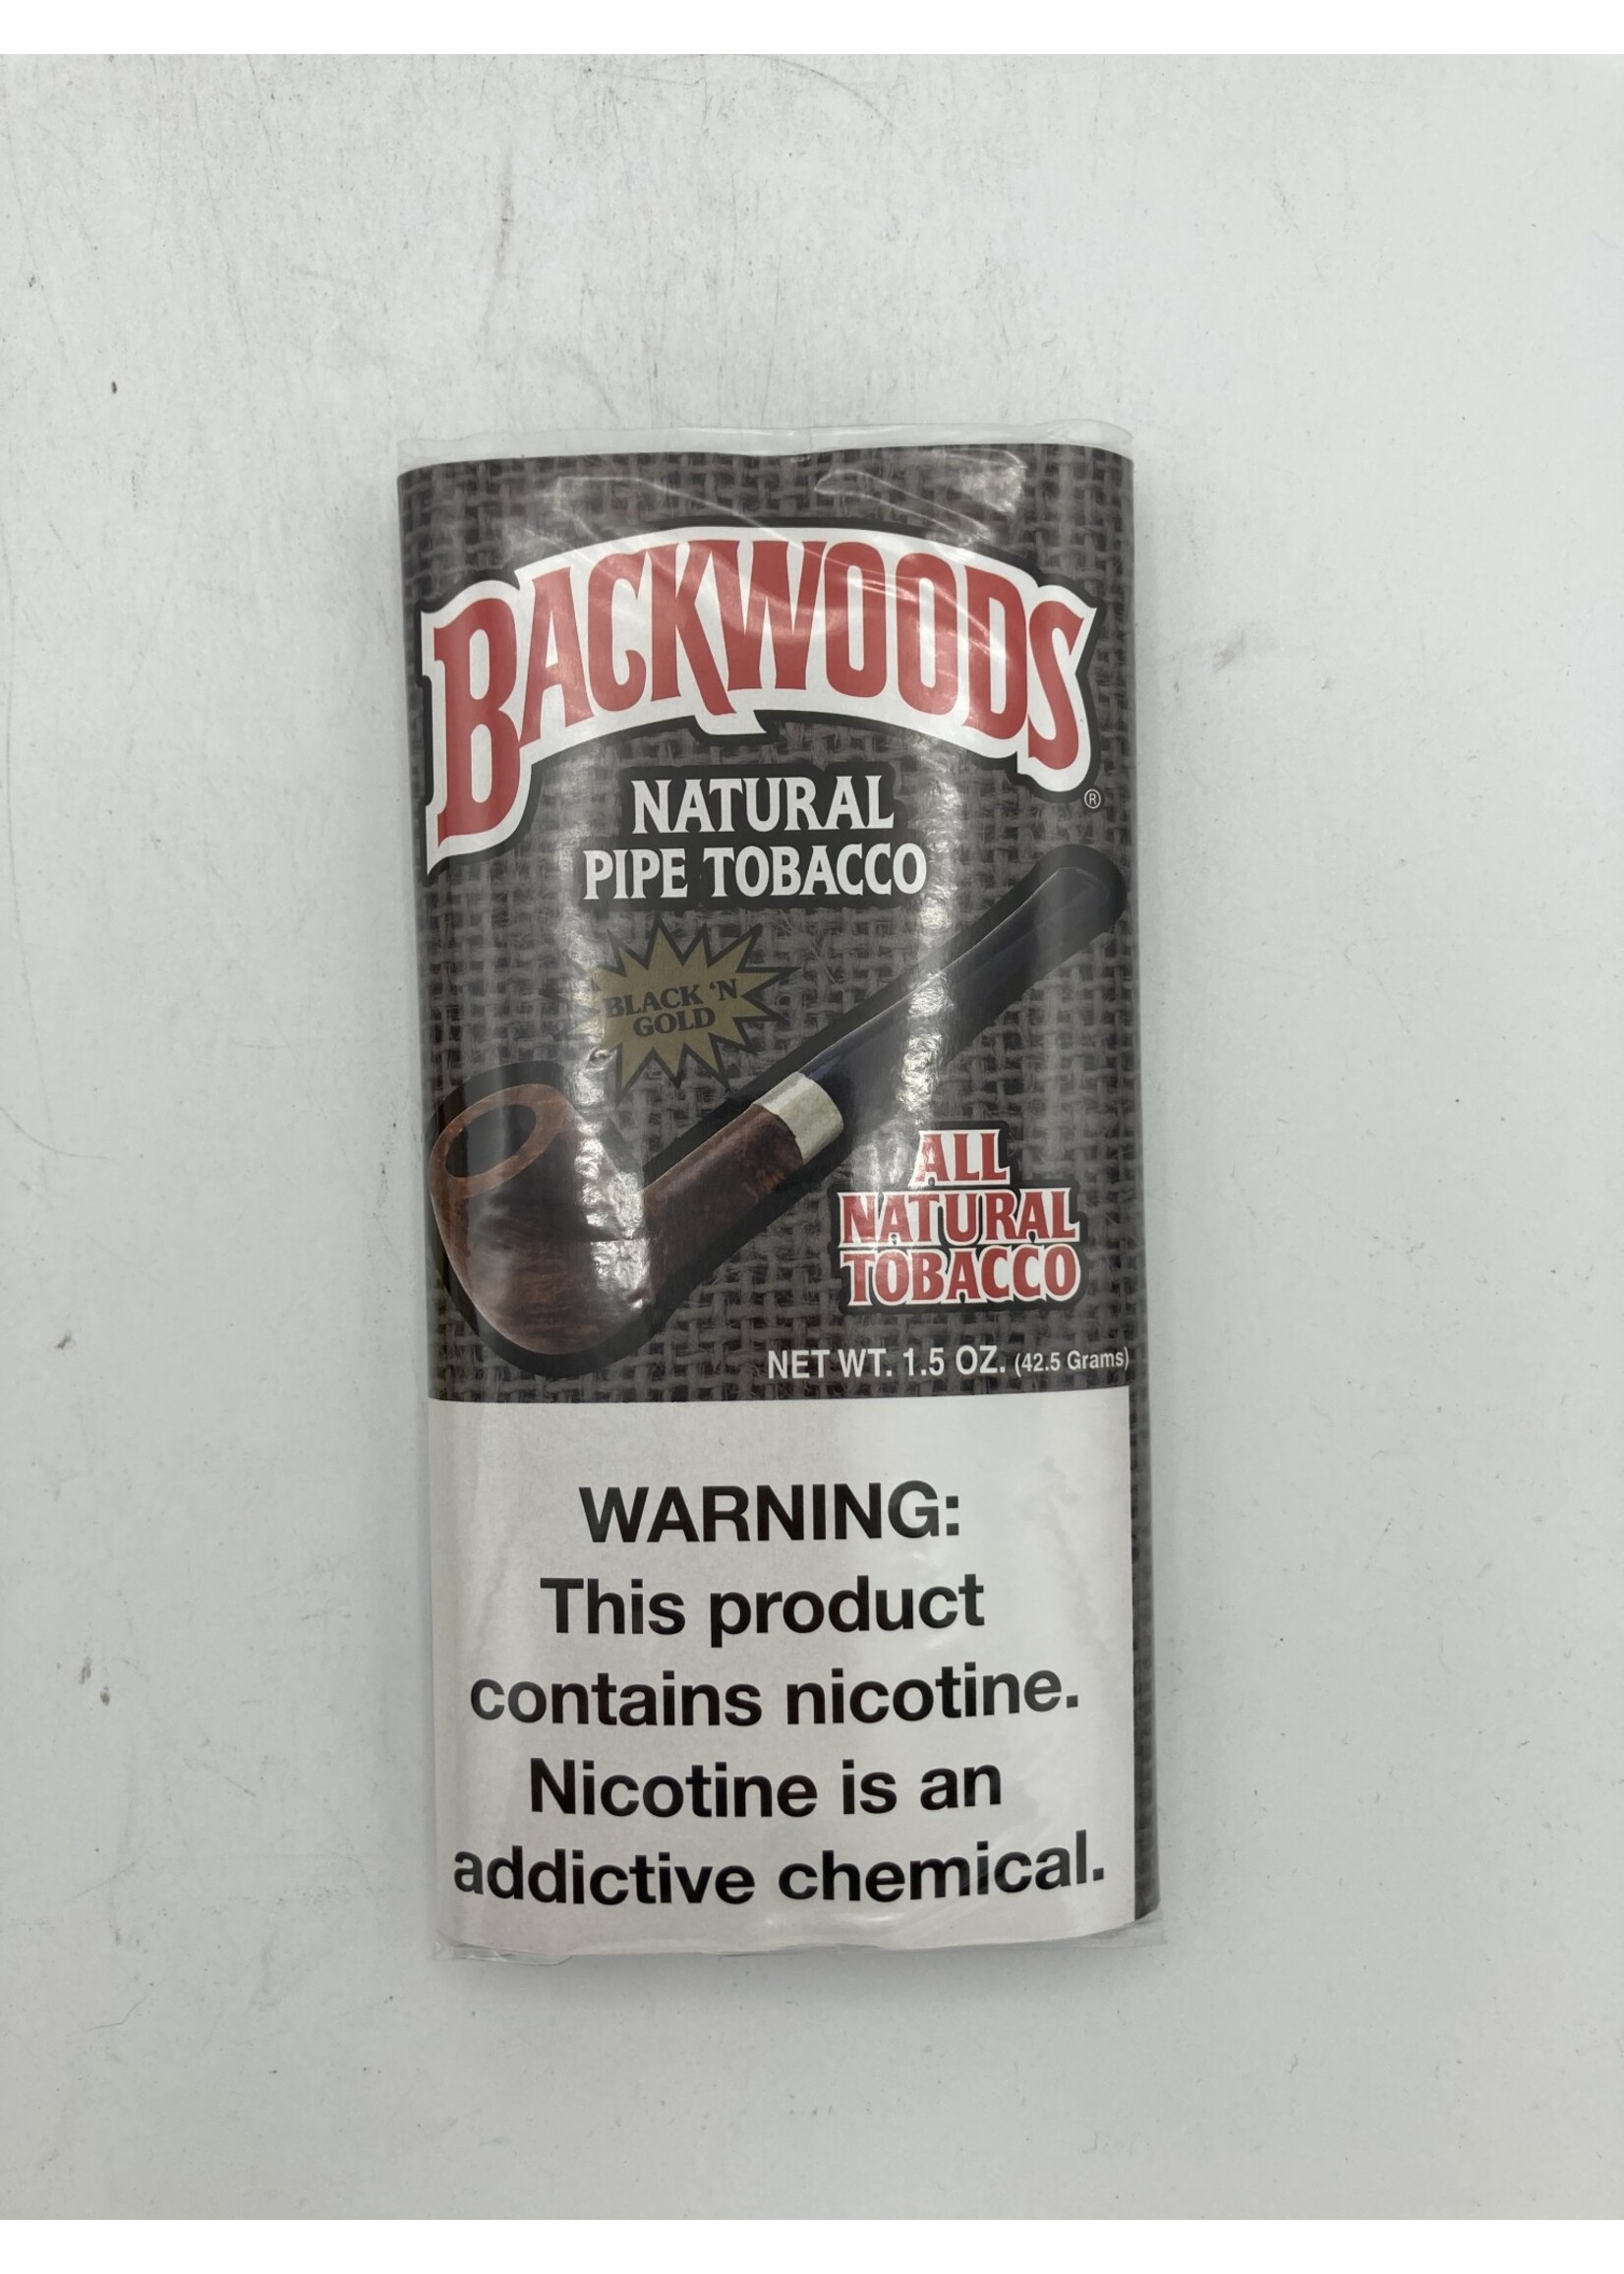 BACKWOODS®
NATURAL
PIPE TOBACCO
BLACK 'N
GOLD
ALL
NATURAL
TOBACCO
NET WT. 1.5 OZ. (42.5 Grams)
WARNING:
This product
contains nicotine.
Nicotine is an
addictive chemical.